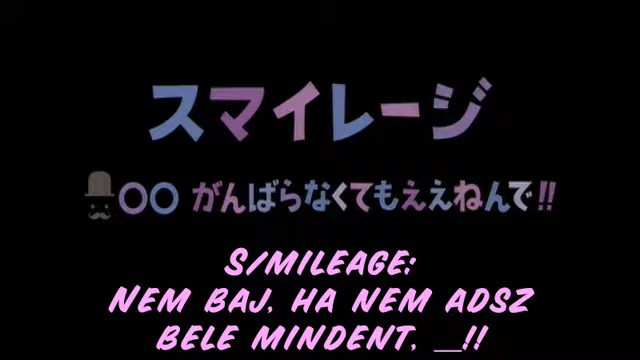 スマイレージ
○○ がんばらなくてもええねんで!!
S/MILEAGE:
NEM BAJ, HA NEM ADSZ
BELE MINDENT, __!!